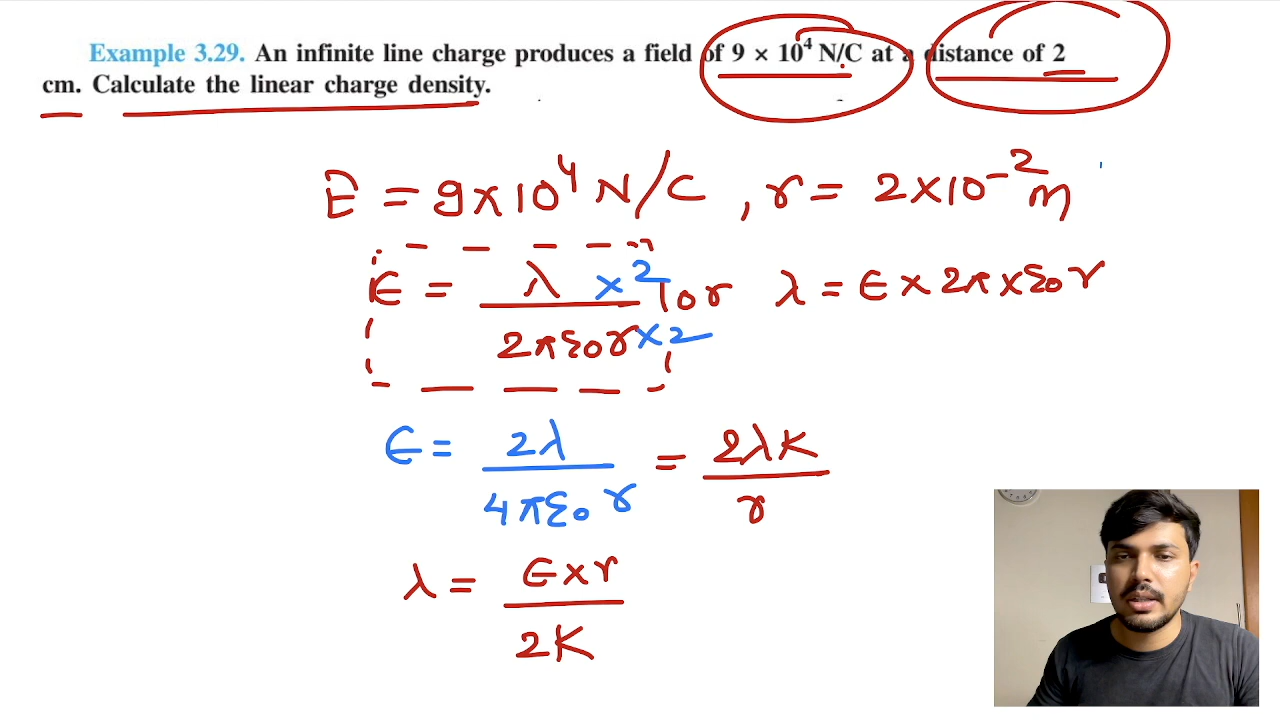 Example 3.29. An infinite line charge produces a field of 9 × 10⁴ N/C at a distance of 2
cm. Calculate the linear charge density.
E = 9×10⁴ N/C , r = 2×10⁻² m
E = λ ×2 / 2πε₀r ×2 or λ = E × 2π × ε₀r
E = 2λ / 4πε₀r = 2λK / r
λ = E×r / 2K